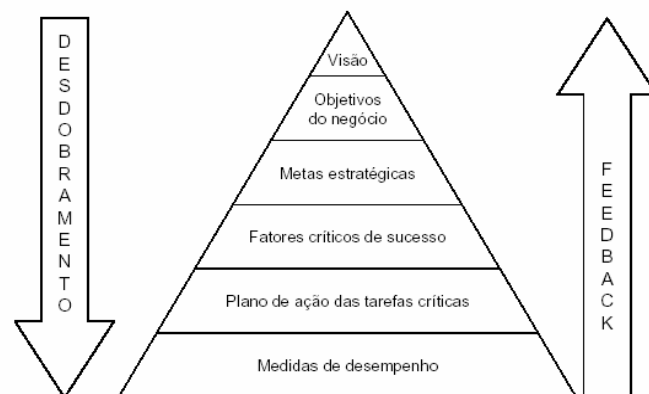 DESDOBRAMENTO
Visão
Objetivos
do negócio
Metas estratégicas
Fatores críticos de sucesso
Plano de ação das tarefas críticas
Medidas de desempenho
FEEDBACK